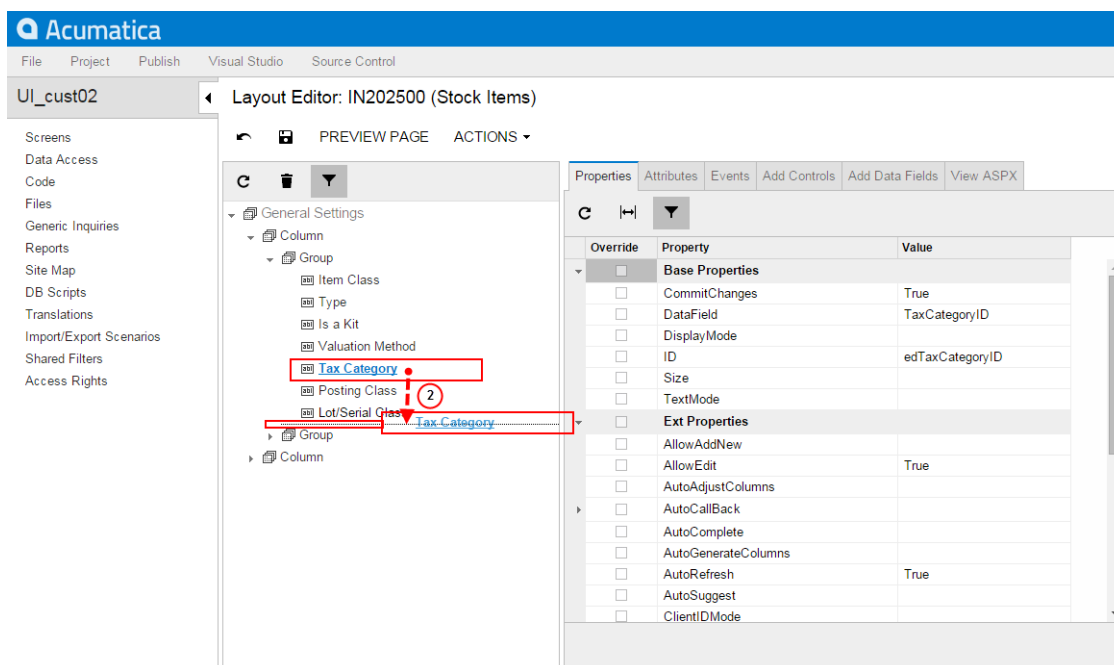 Acumatica
File Project Publish Visual Studio Source Control
UI_cust02
Layout Editor: IN202500 (Stock Items)
Screens
Data Access
Code
Files
Generic Inquiries
Reports
Site Map
DB Scripts
Translations
Import/Export Scenarios
Shared Filters
Access Rights
PREVIEW PAGE ACTIONS
General Settings
Column
Group
Item Class
Type
Is a Kit
Valuation Method
Tax Category
Posting Class
2
Lot/Serial Class
Tax Category
Group
Column
Properties Attributes Events Add Controls Add Data Fields View ASPX
Override Property Value
Base Properties
CommitChanges True
DataField TaxCategoryID
DisplayMode
ID edTaxCategoryID
Size
TextMode
Ext Properties
AllowAddNew
AllowEdit True
AutoAdjustColumns
AutoCallBack
AutoComplete
AutoGenerateColumns
AutoRefresh True
AutoSuggest
ClientIDMode